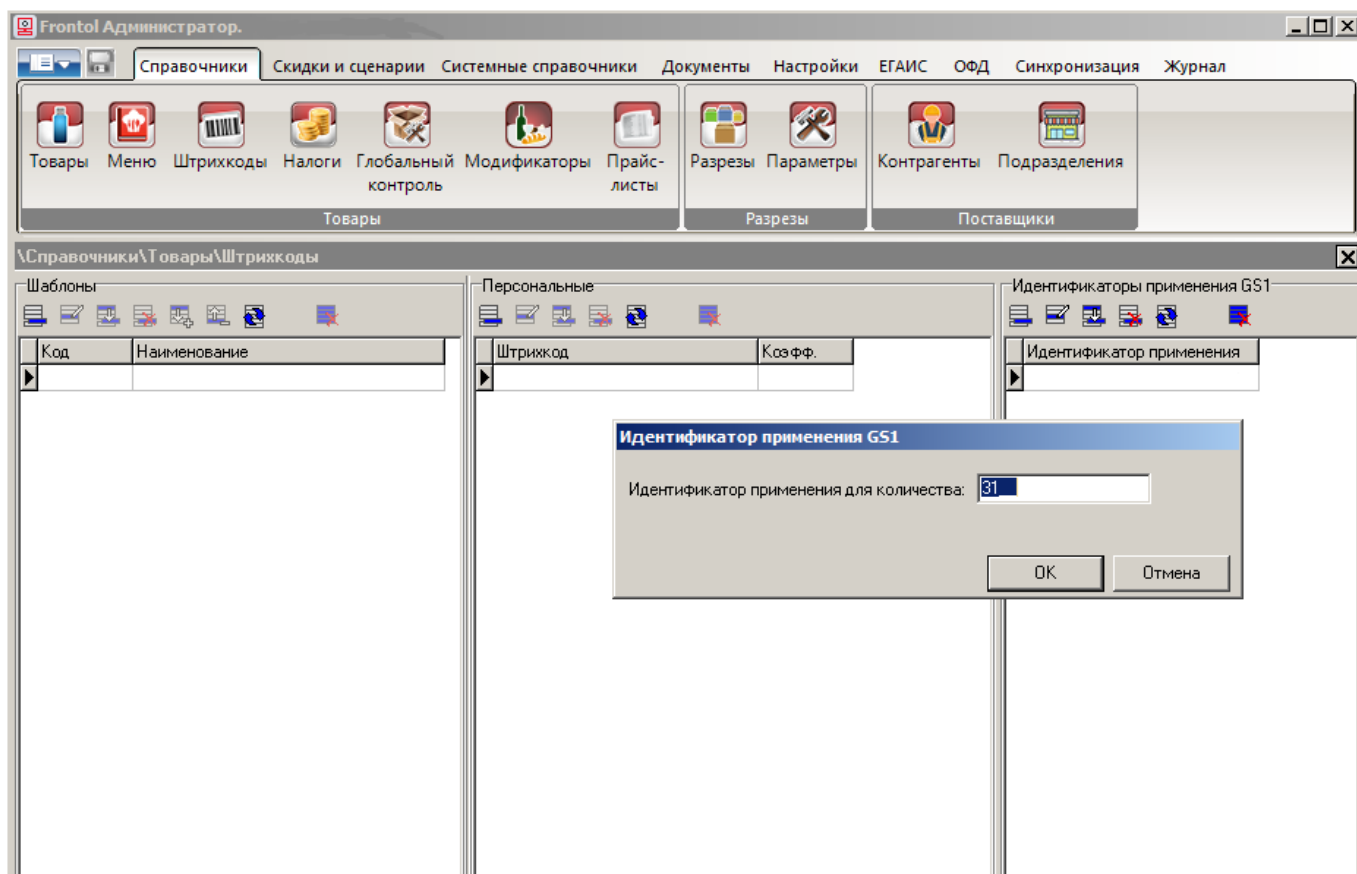 Frontol Администратор.
Справочники Скидки и сценарии Системные справочники Документы Настройки ЕГАИС ОФД Синхронизация Журнал
Товары Меню Штрихкоды Налоги Глобальный Модификаторы Прайс- Разрезы Параметры Контрагенты Подразделения
контроль листы
Товары Разрезы Поставщики
\Справочники\Товары\Штрихкоды
Шаблоны Персональные Идентификаторы применения GS1
Код Наименование Штрихкод Коэфф. Идентификатор применения
Идентификатор применения GS1
Идентификатор применения для количества: 31__
OK Отмена